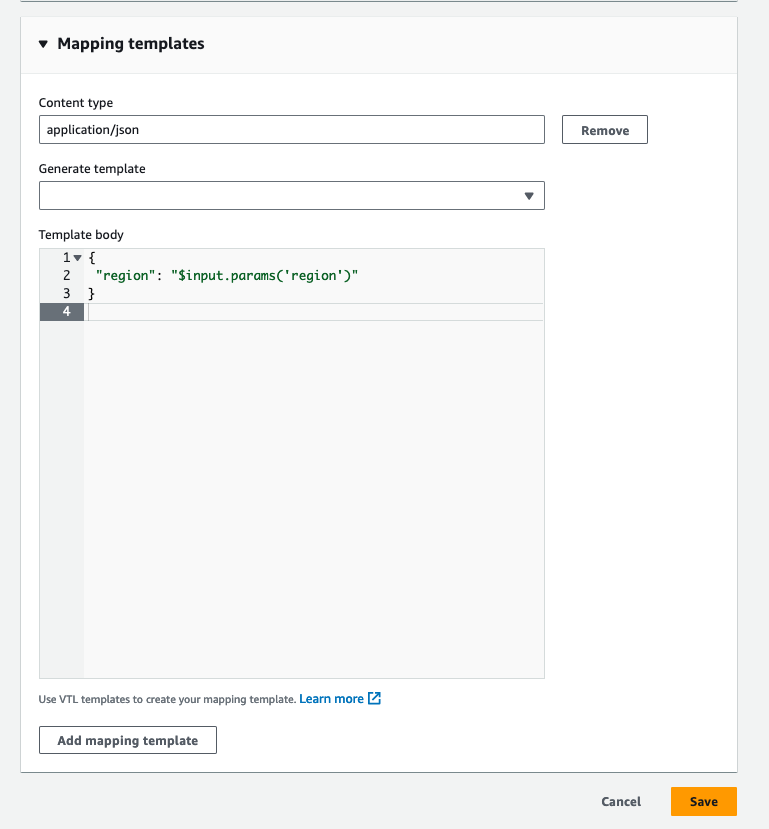 Mapping templates
Content type
application/json
Remove
Generate template
Template body
1 {
2 "region": "$input.params('region')"
3 }
4
Use VTL templates to create your mapping template. Learn more
Add mapping template
Cancel Save